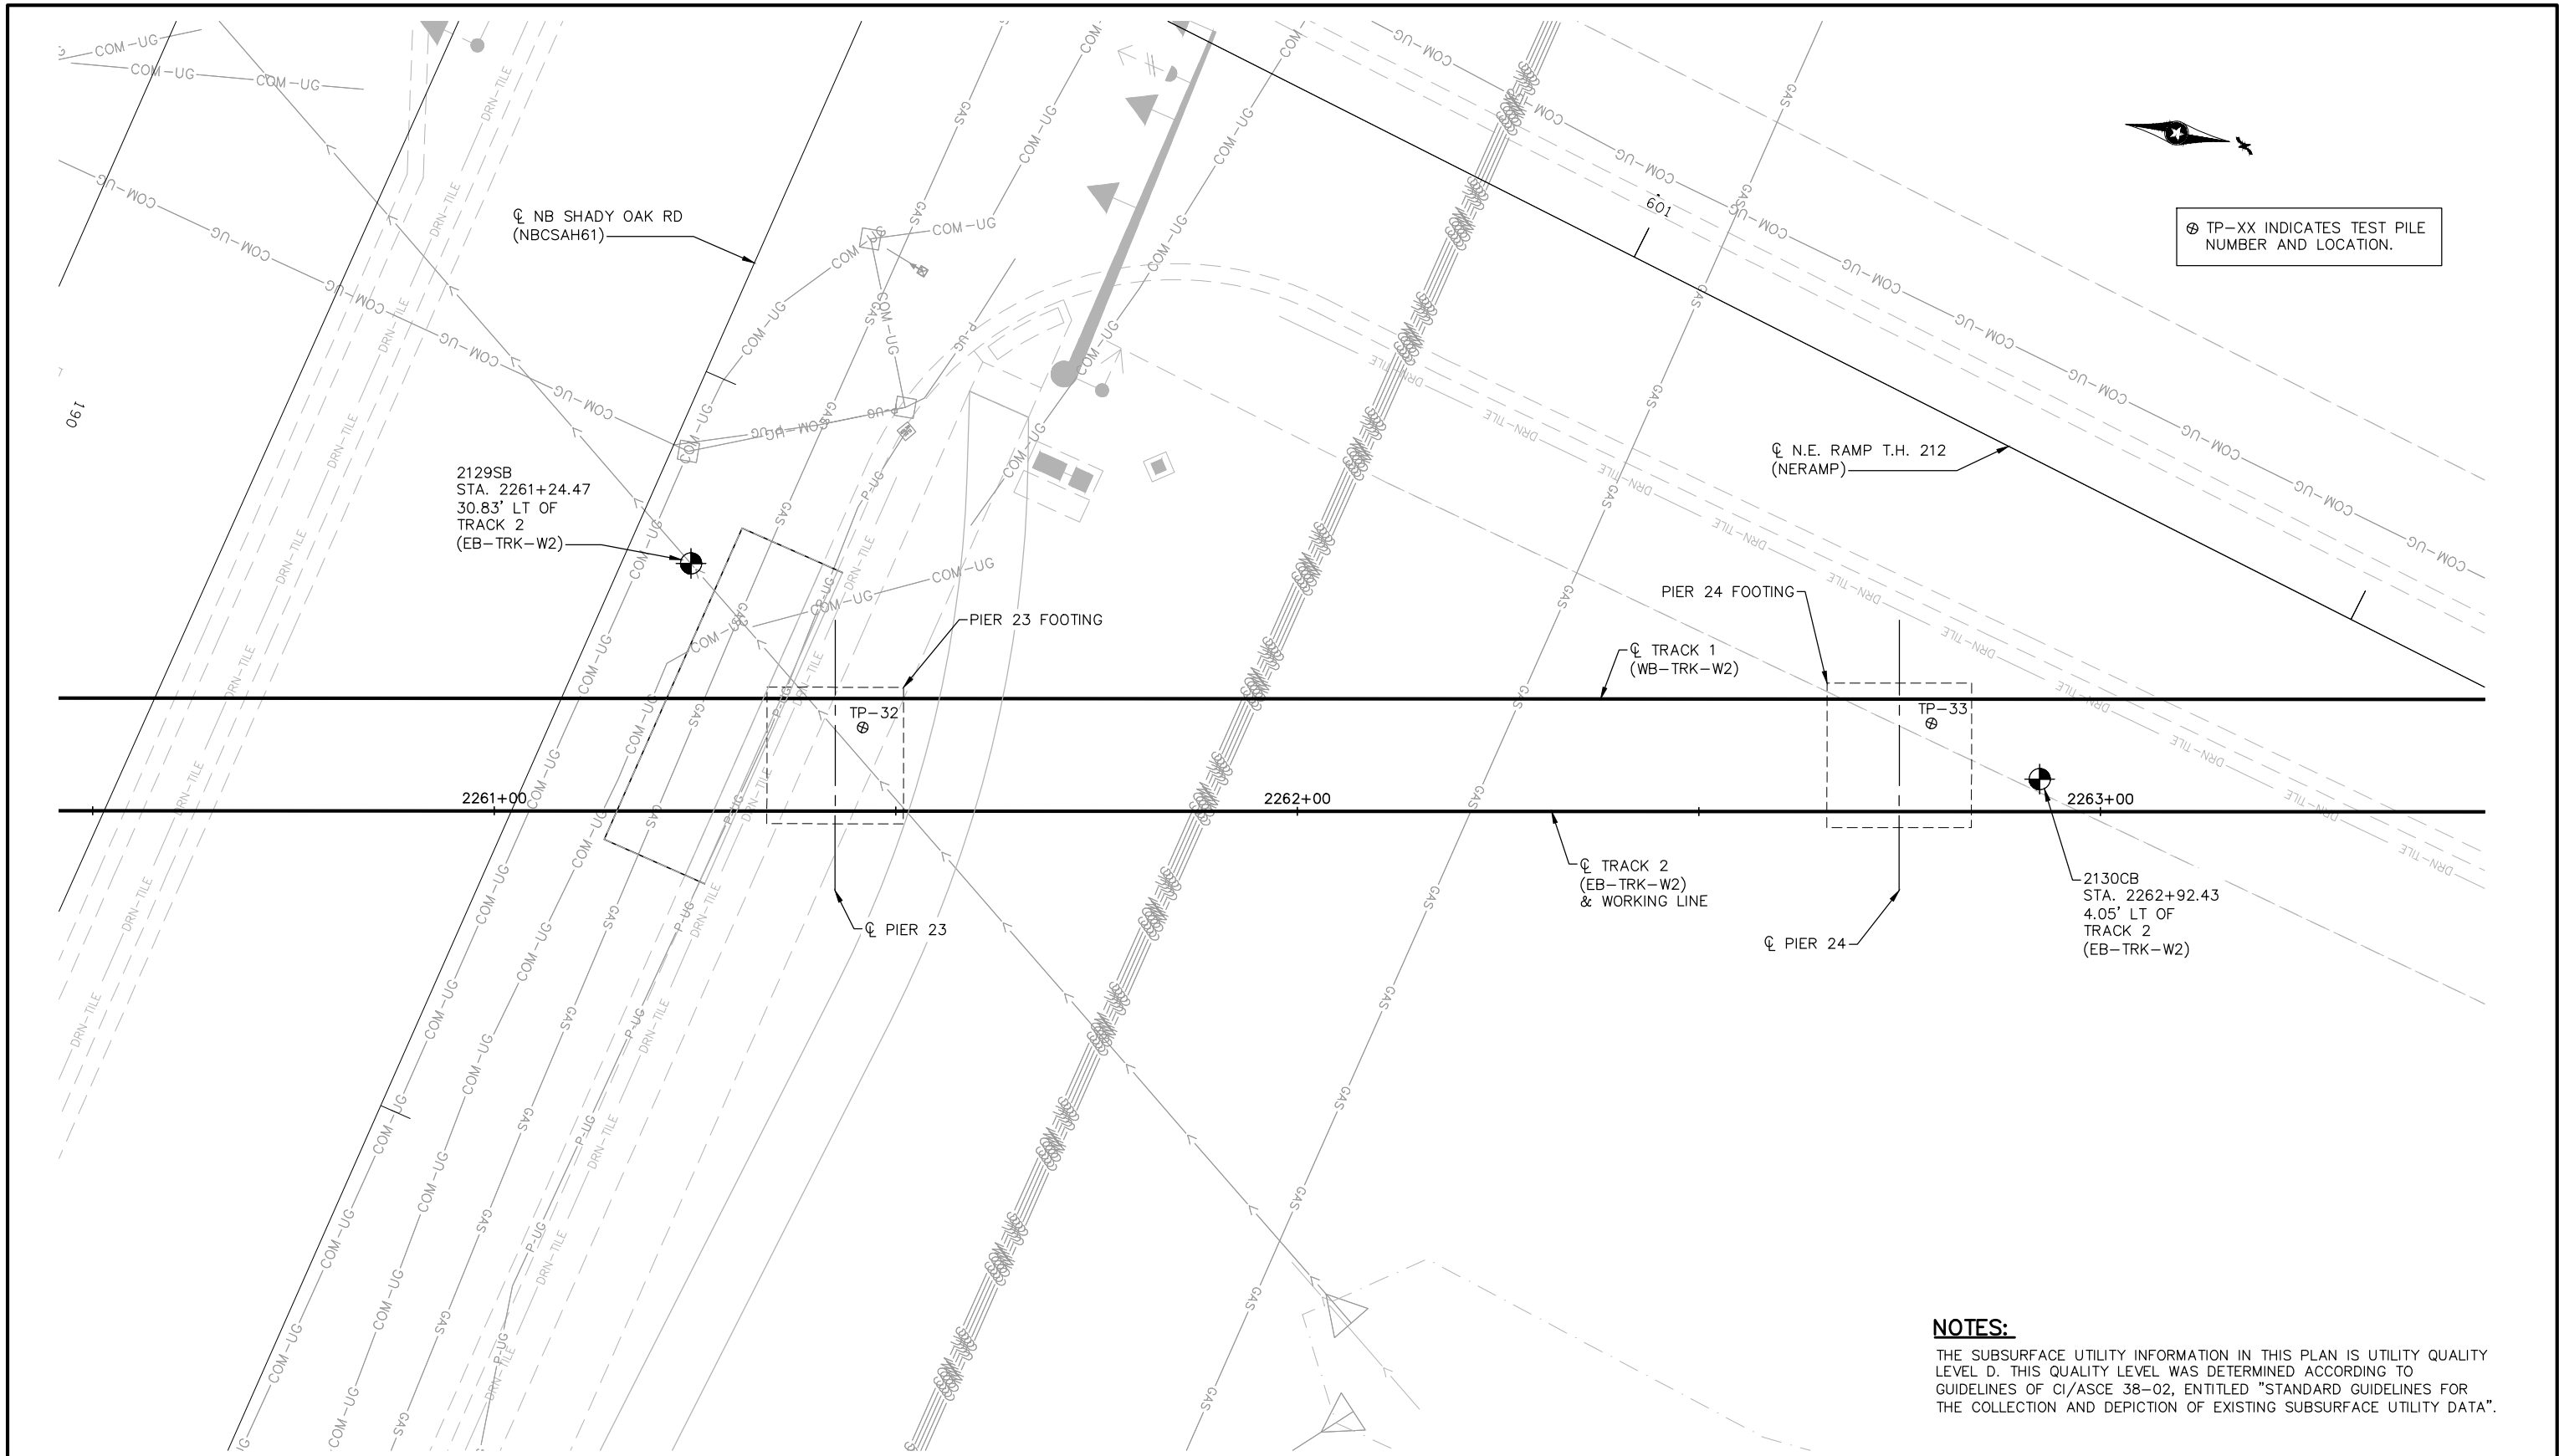 ℄ NB SHADY OAK RD
(NBCSAH61)
601
⊗ TP-XX INDICATES TEST PILE
NUMBER AND LOCATION.
190
2129SB
STA. 2261+24.47
30.83' LT OF
TRACK 2
(EB-TRK-W2)
℄ N.E. RAMP T.H. 212
(NERAMP)
PIER 24 FOOTING
PIER 23 FOOTING
℄ TRACK 1
(WB-TRK-W2)
TP-32
TP-33
2261+00
2262+00
2263+00
℄ TRACK 2
(EB-TRK-W2)
& WORKING LINE
2130CB
STA. 2262+92.43
4.05' LT OF
TRACK 2
(EB-TRK-W2)
℄ PIER 23
℄ PIER 24
COM-UG
DRN-TILE
GAS
P-UG
NOTES:
THE SUBSURFACE UTILITY INFORMATION IN THIS PLAN IS UTILITY QUALITY
LEVEL D. THIS QUALITY LEVEL WAS DETERMINED ACCORDING TO
GUIDELINES OF CI/ASCE 38-02, ENTITLED "STANDARD GUIDELINES FOR
THE COLLECTION AND DEPICTION OF EXISTING SUBSURFACE UTILITY DATA".